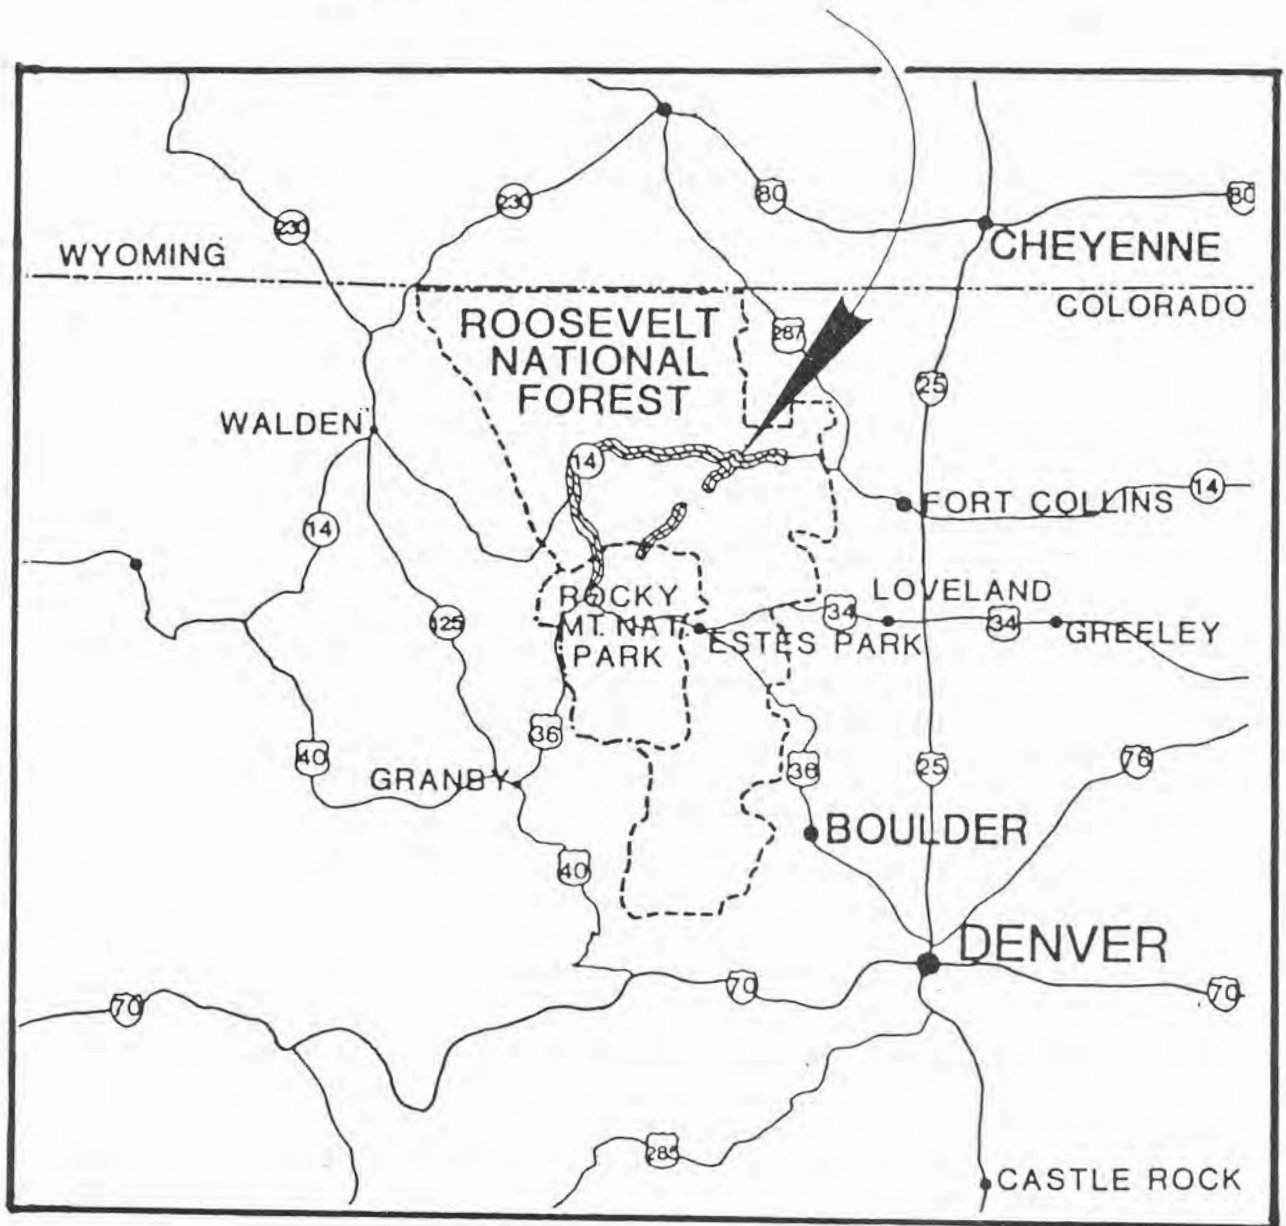 80
80
230
230
CHEYENNE
WYOMING
COLORADO
ROOSEVELT
NATIONAL
FOREST
287
25
WALDEN
14
14
FORT COLLINS
14
LOVELAND
ROCKY
MT. NAT.
PARK
34
34
125
ESTES PARK
GREELEY
36
40
GRANBY
36
25
76
BOULDER
40
DENVER
70
70
70
285
CASTLE ROCK